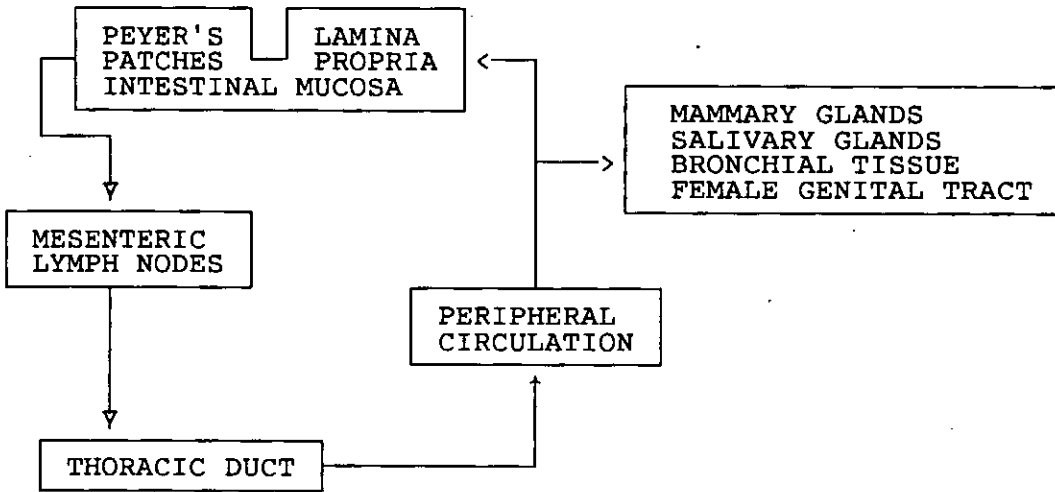 PEYER'S LAMINA
PATCHES PROPRIA
INTESTINAL MUCOSA
MAMMARY GLANDS
SALIVARY GLANDS
BRONCHIAL TISSUE
FEMALE GENITAL TRACT
MESENTERIC
LYMPH NODES
PERIPHERAL
CIRCULATION
THORACIC DUCT